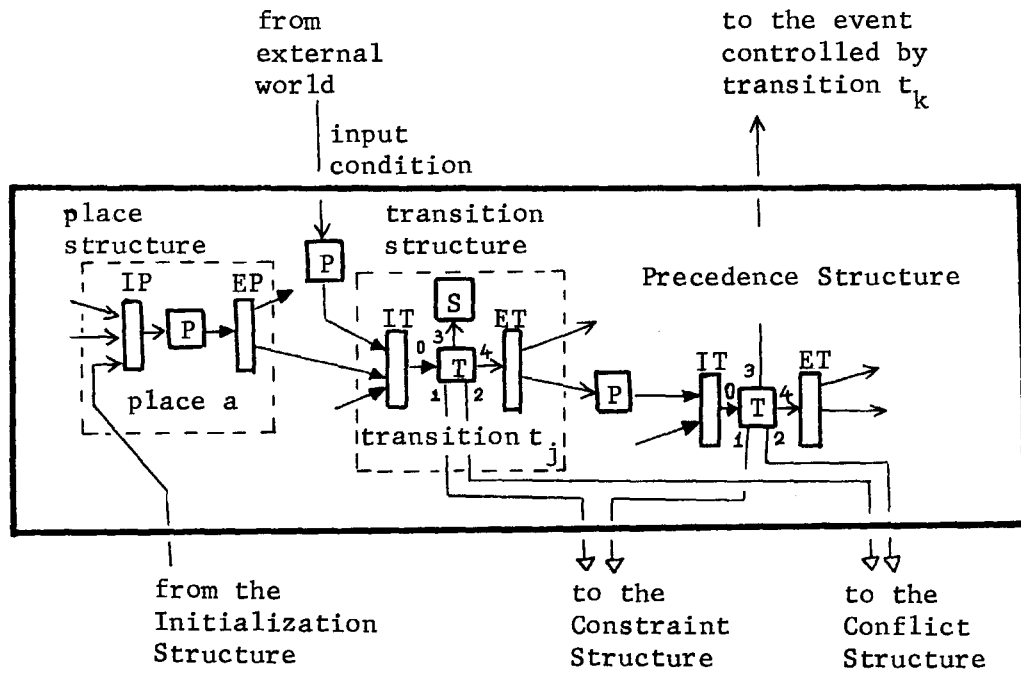 from
external
world
to the event
controlled by
transition t_k
input
condition
place
structure
transition
structure
IP
EP
P
P
place a
S
IT
ET
0
3
T
4
1
2
transition t_j
Precedence Structure
P
IT
ET
0
3
T
4
1
2
from the
Initialization
Structure
to the
Constraint
Structure
to the
Conflict
Structure